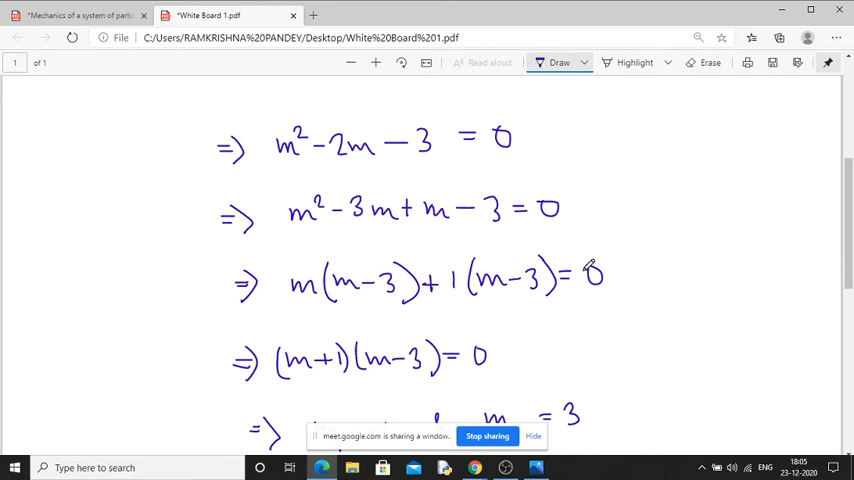 *Mechanics of a system of partic
*White Board 1.pdf
File C:/Users/RAMKRISHNA%20PANDEY/Desktop/White%20Board%201.pdf
1 of 1 Read aloud Draw Highlight Erase
=> m² - 2m - 3 = 0
=> m² - 3m + m - 3 = 0
=> m(m-3) + 1(m-3) = 0
=> (m+1)(m-3) = 0
=> m = 3
meet.google.com is sharing a window. Stop sharing Hide
Type here to search
ENG
18:05
23-12-2020